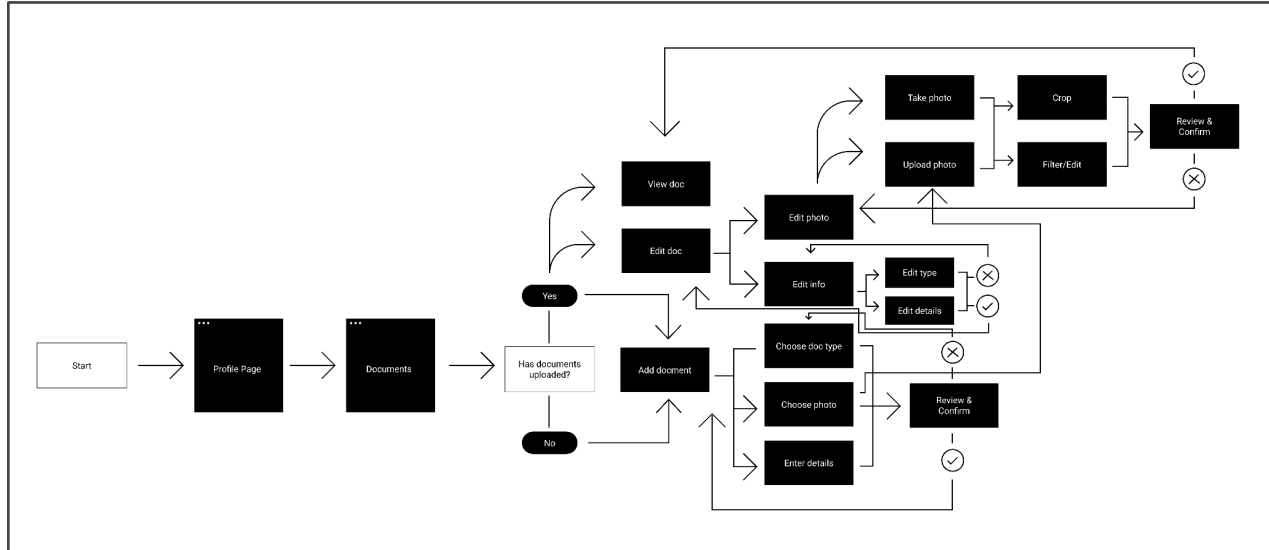 Start
Profile Page
Documents
Has documents
uploaded?
Yes
No
View doc
Edit doc
Add docment
Edit photo
Edit info
Take photo
Upload photo
Crop
Filter/Edit
Review &
Confirm
Edit type
Edit details
Choose doc type
Choose photo
Enter details
Review &
Confirm